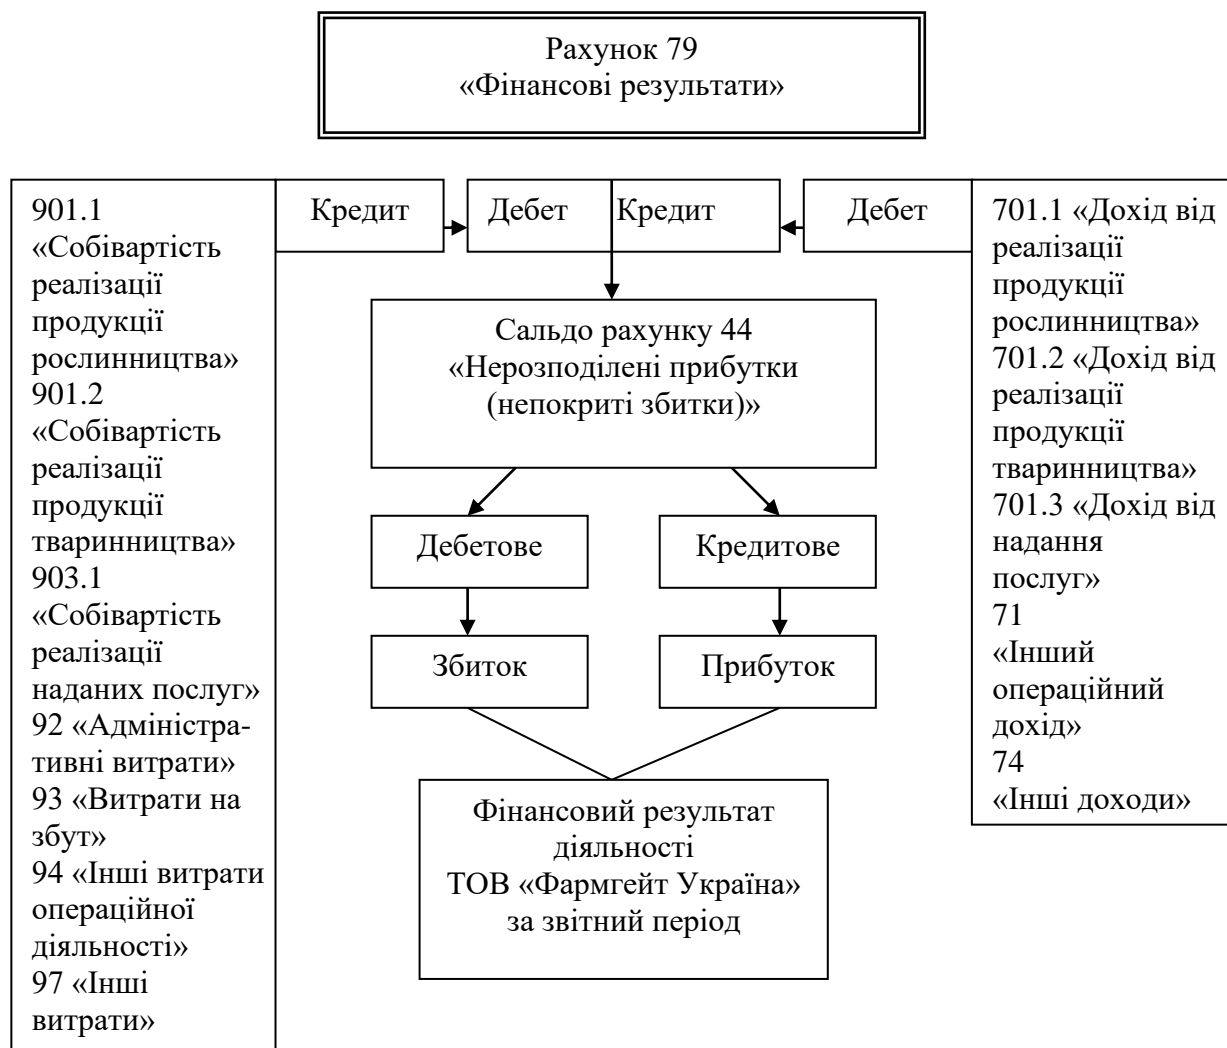 Рахунок 79
«Фінансові результати»
901.1
«Собівартість
реалізації
продукції
рослинництва»
901.2
«Собівартість
реалізації
продукції
тваринництва»
903.1
«Собівартість
реалізації
наданих послуг»
92 «Адміністра-
тивні витрати»
93 «Витрати на
збут»
94 «Інші витрати
операційної
діяльності»
97 «Інші
витрати»
Кредит
Дебет
Кредит
Дебет
Сальдо рахунку 44
«Нерозподілені прибутки
(непокриті збитки)»
Дебетове
Кредитове
Збиток
Прибуток
Фінансовий результат
діяльності
ТОВ «Фармгейт Україна»
за звітний період
701.1 «Дохід від
реалізації
продукції
рослинництва»
701.2 «Дохід від
реалізації
продукції
тваринництва»
701.3 «Дохід від
надання
послуг»
71
«Інший
операційний
дохід»
74
«Інші доходи»